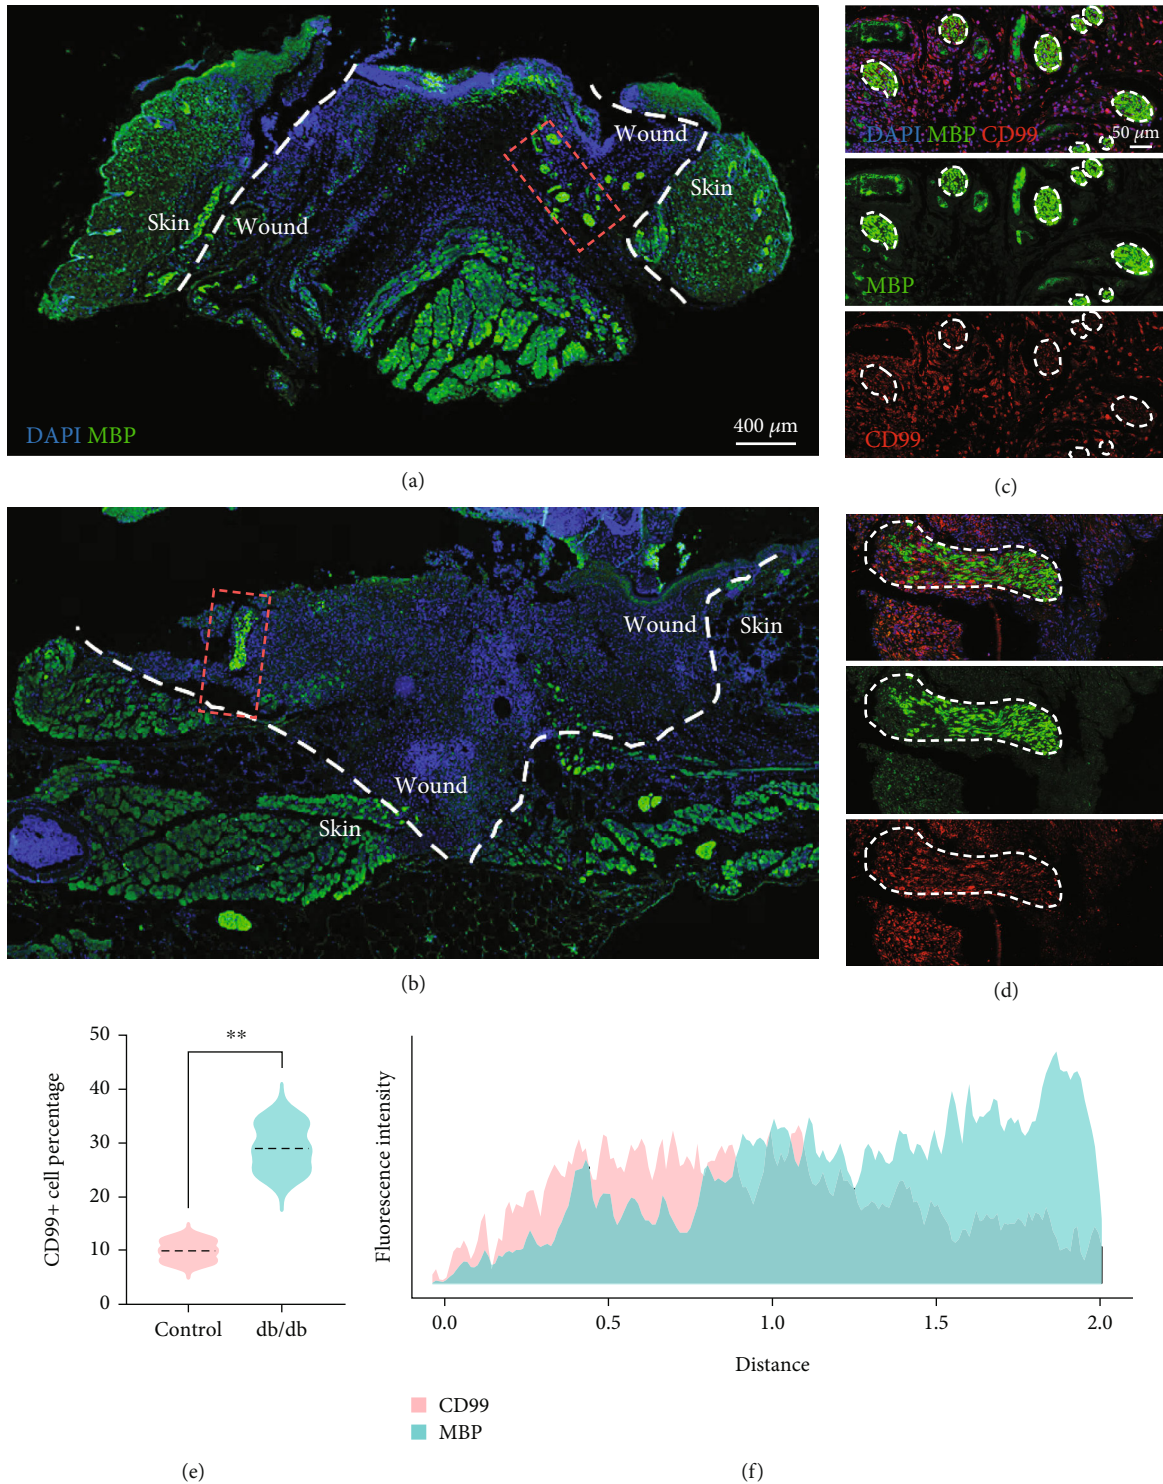 Skin
Wound
Wound
Skin
DAPI MBP
400 μm
(a)
DAPI MBP CD99
50 μm
MBP
CD99
(c)
Wound
Skin
Wound
Skin
(b)
(d)
CD99+ cell percentage
50
40
30
20
10
0
**
Control
db/db
(e)
Fluorescence intensity
0.0
0.5
1.0
1.5
2.0
Distance
CD99
MBP
(f)